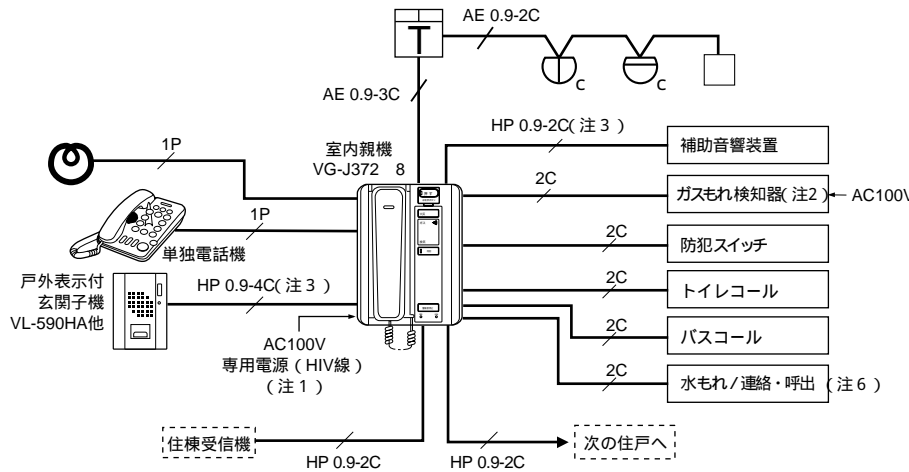 AE 0.9-2C
T
C
C
AE 0.9-3C
HP 0.9-2C(注3)
補助音響装置
室内親機
VG-J372 8
1P
2C
ガスもれ検知器(注2)
AC100V
1P
単独電話機
2C
防犯スイッチ
戸外表示付
玄関子機
VL-590HA他
HP 0.9-4C(注3)
2C
トイレコール
2C
バスコール
AC100V
専用電源(HIV線)
(注1)
2C
水もれ/連絡・呼出(注6)
住棟受信機
HP 0.9-2C
HP 0.9-2C
次の住戸へ